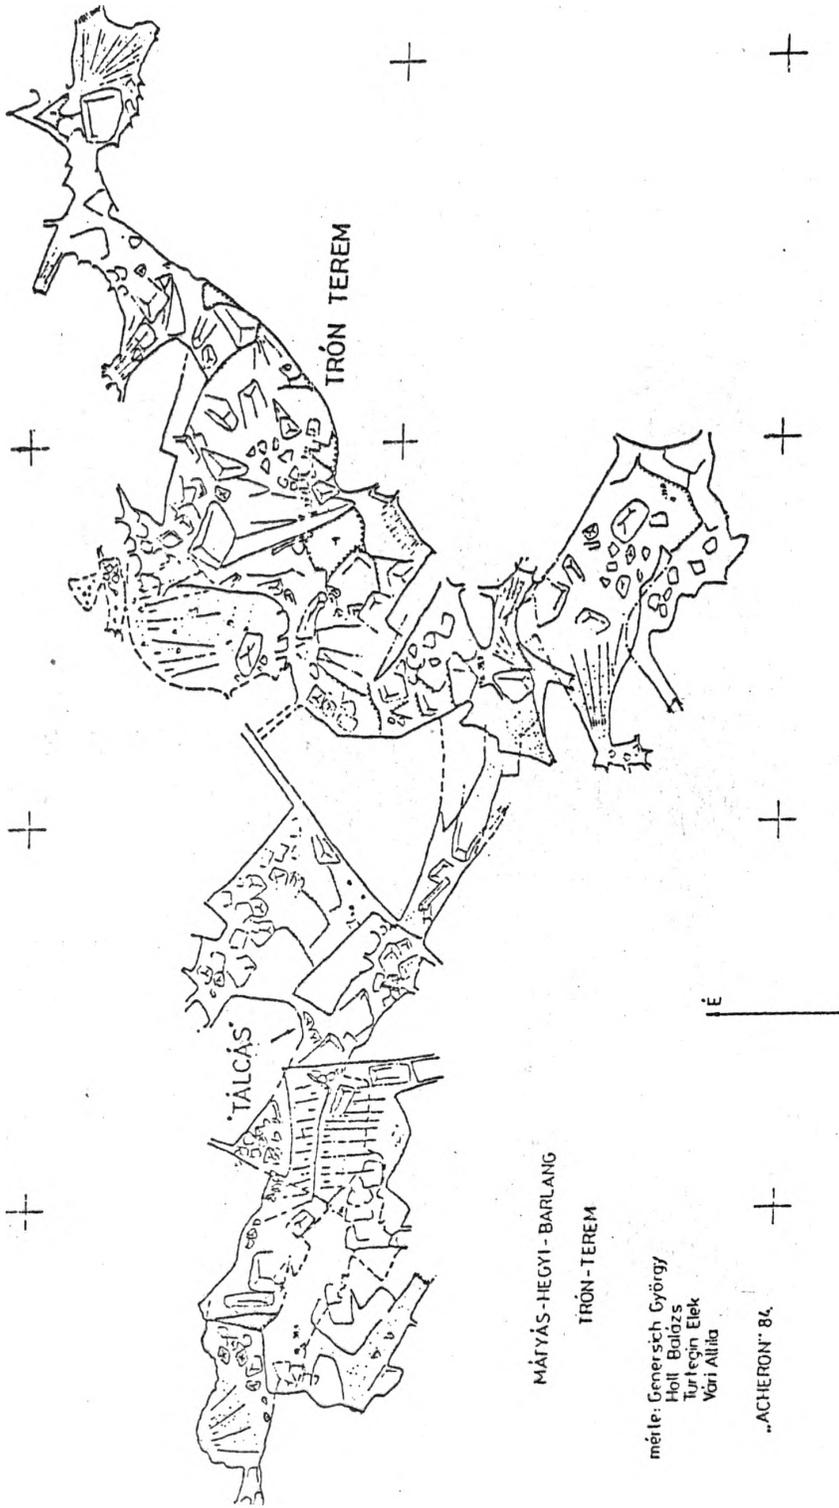 TRÓN TEREM
"TÁLCÁS"
É
MÁTYÁS-HEGYI-BARLANG
TRÓN-TEREM
mérte: Genersich György
Holl Balázs
Turtegin Elek
Vári Attila
„ACHERON" 84.